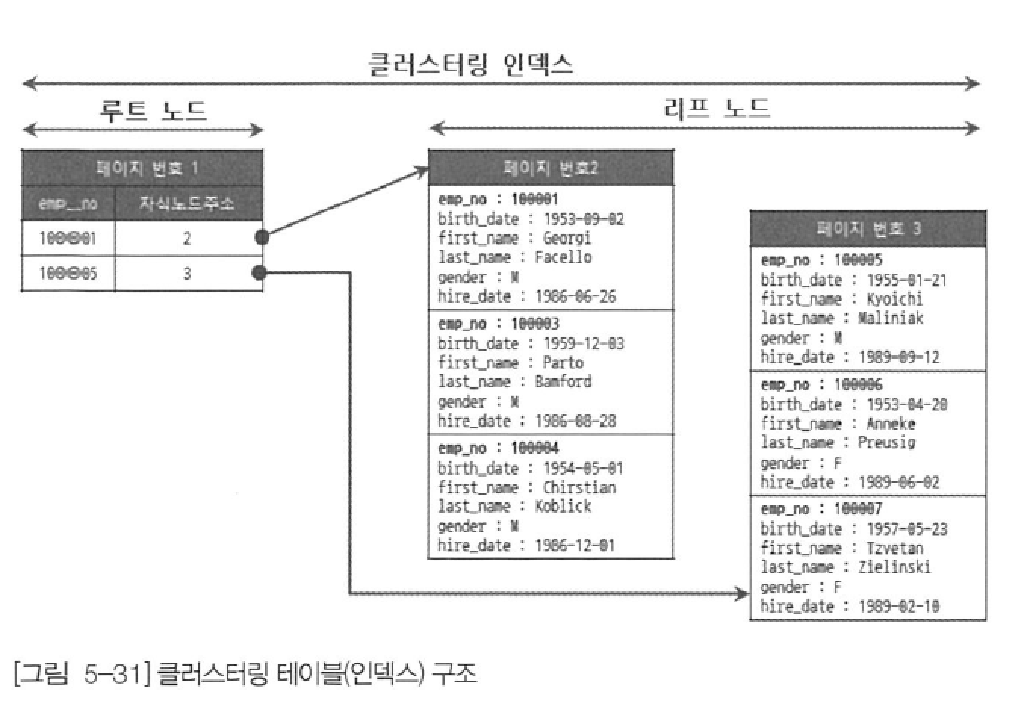 클러스터링 인덱스
루트 노드
리프 노드
페이지 번호 1
emp_no 자식노드주소
100001 2
100005 3
페이지 번호2
emp_no : 100001
birth_date : 1953-09-02
first_name : Georgi
last_name : Facello
gender : M
hire_date : 1986-06-26
emp_no : 100003
birth_date : 1959-12-03
first_name : Parto
last_name : Bamford
gender : M
hire_date : 1986-08-28
emp_no : 100004
birth_date : 1954-05-01
first_name : Chirstian
last_name : Koblick
gender : M
hire_date : 1986-12-01
페이지 번호 3
emp_no : 100005
birth_date : 1955-01-21
first_name : Kyoichi
last_name : Maliniak
gender : M
hire_date : 1989-09-12
emp_no : 100006
birth_date : 1953-04-20
first_name : Anneke
last_name : Preusig
gender : F
hire_date : 1989-06-02
emp_no : 100007
birth_date : 1957-05-23
first_name : Tzvetan
last_name : Zielinski
gender : F
hire_date : 1989-02-10
[그림 5-31] 클러스터링 테이블(인덱스) 구조